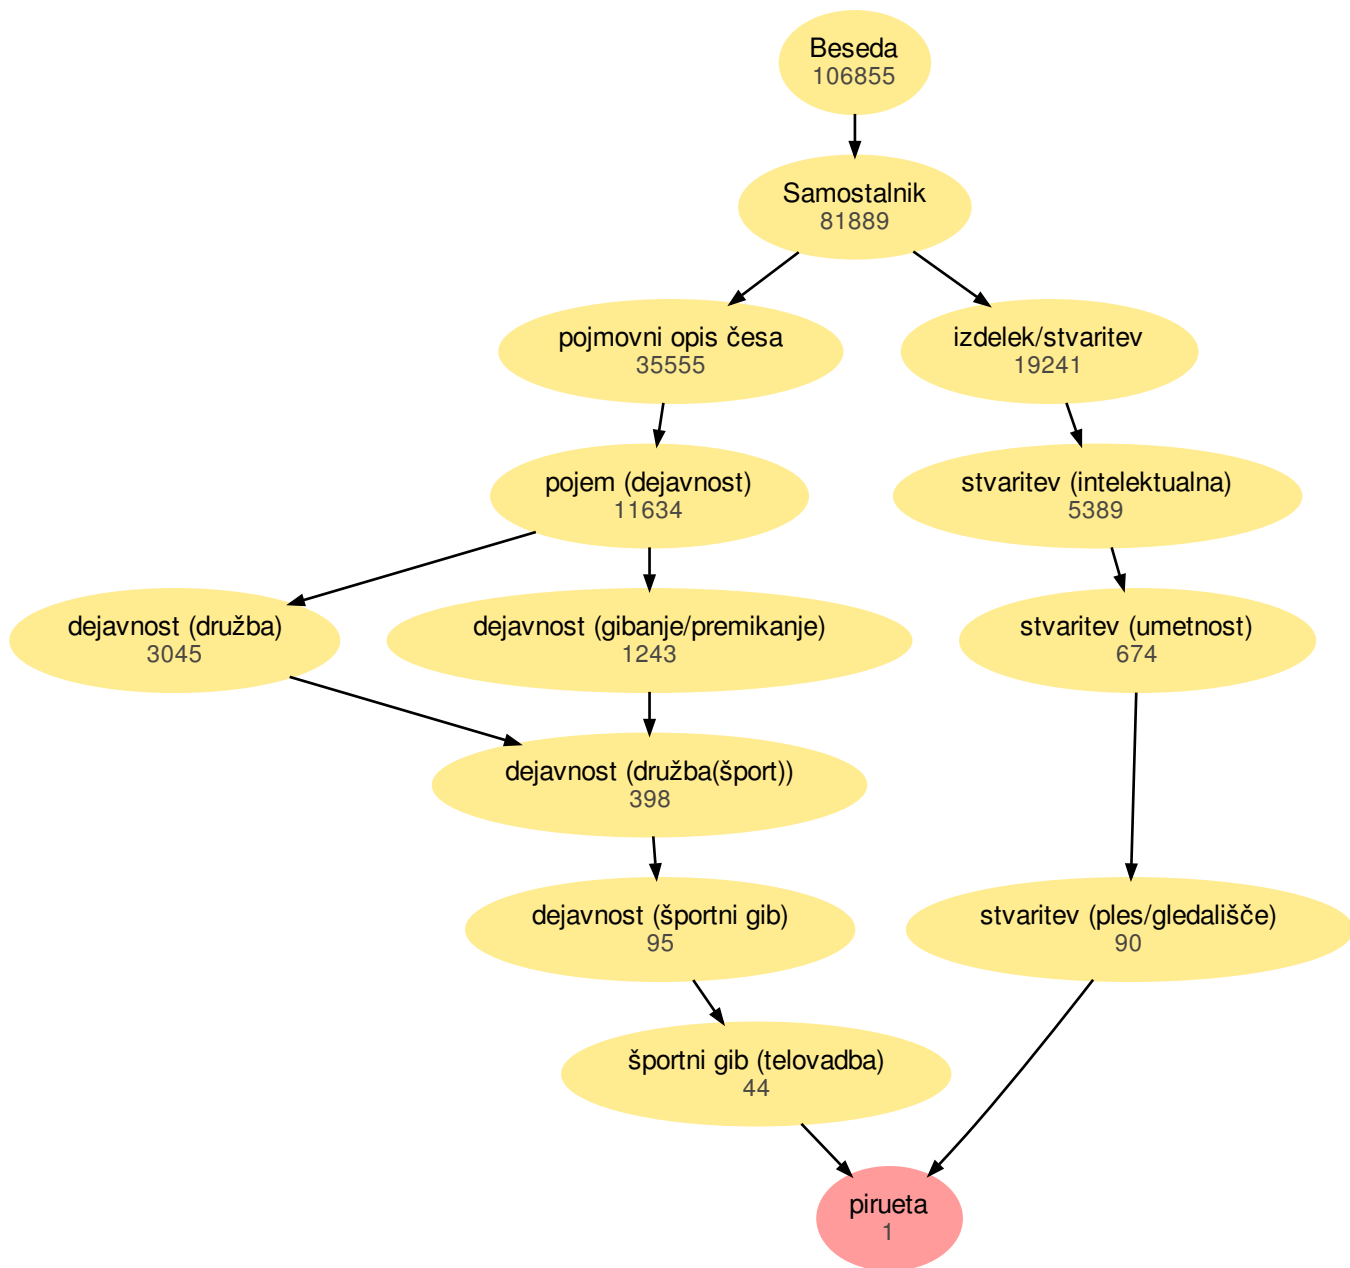 Beseda
106855
Samostalnik
81889
pojmovni opis česa
35555
izdelek/stvaritev
19241
pojem (dejavnost)
11634
stvaritev (intelektualna)
5389
dejavnost (družba)
3045
dejavnost (gibanje/premikanje)
1243
stvaritev (umetnost)
674
dejavnost (družba(šport))
398
dejavnost (športni gib)
95
stvaritev (ples/gledališče)
90
športni gib (telovadba)
44
pirueta
1